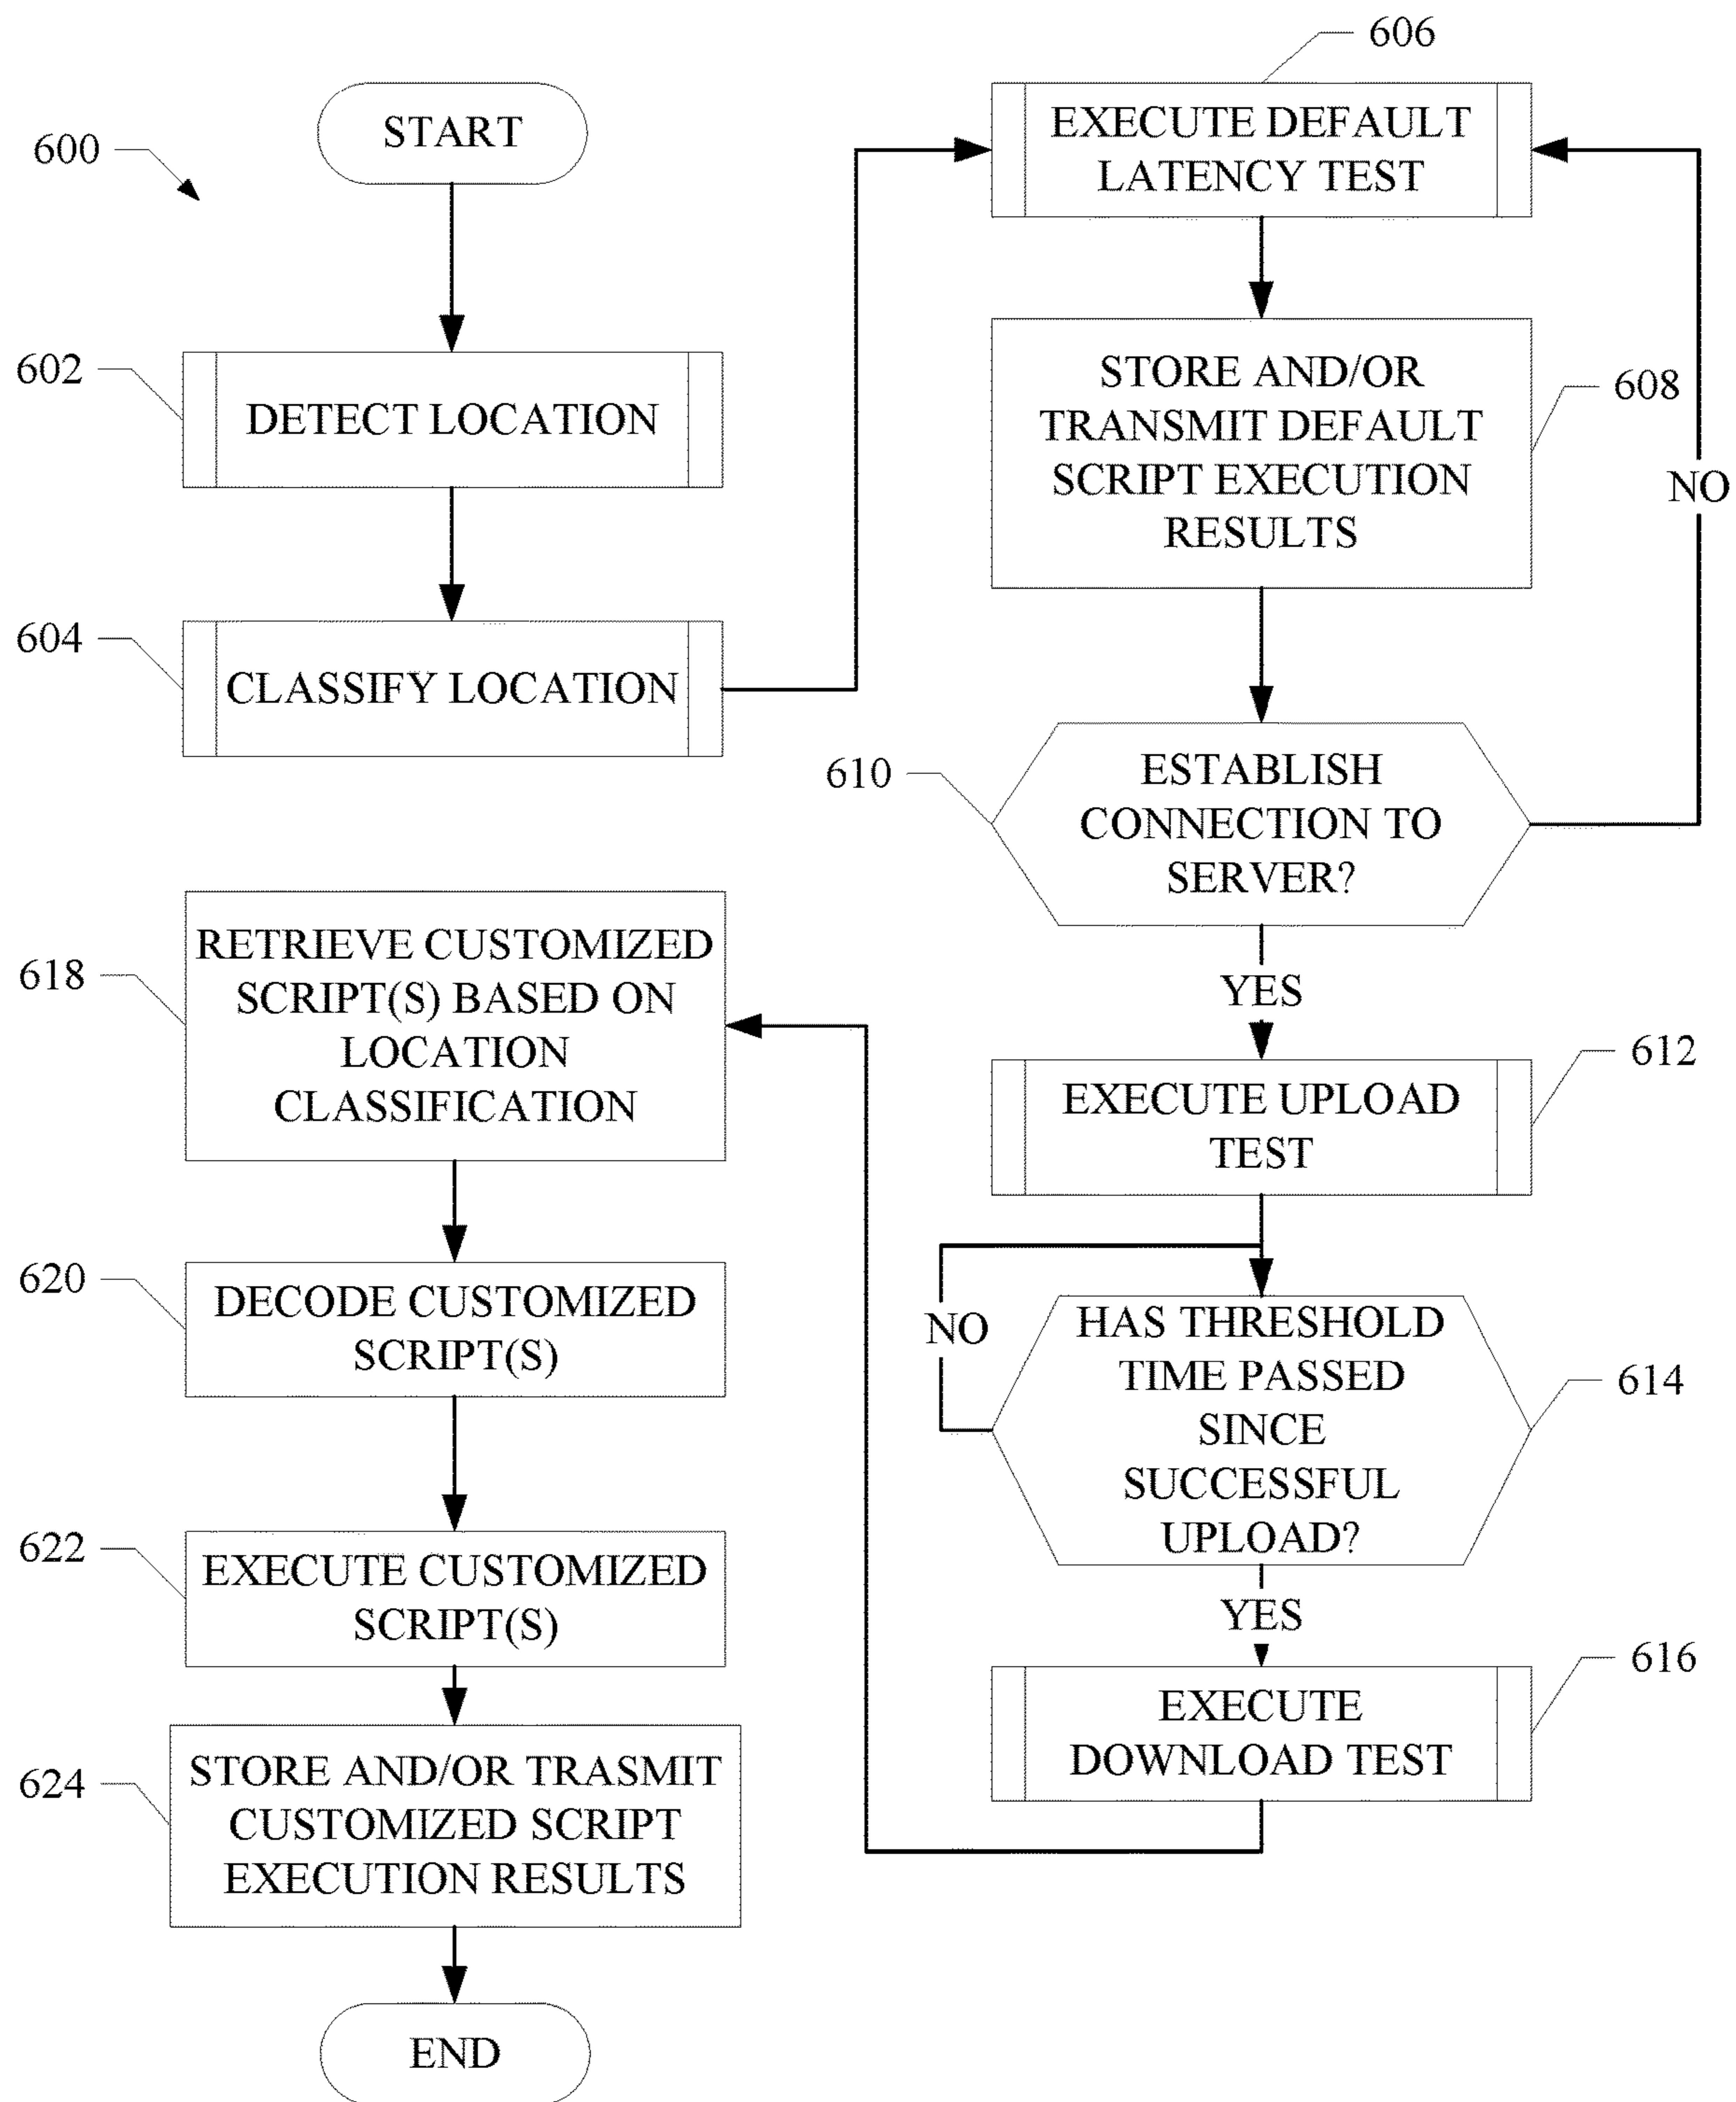 600
START
602
DETECT LOCATION
604
CLASSIFY LOCATION
606
EXECUTE DEFAULT
LATENCY TEST
608
STORE AND/OR
TRANSMIT DEFAULT
SCRIPT EXECUTION
RESULTS
610
ESTABLISH
CONNECTION TO
SERVER?
NO
YES
612
EXECUTE UPLOAD
TEST
614
HAS THRESHOLD
TIME PASSED
SINCE
SUCCESSFUL
UPLOAD?
NO
YES
616
EXECUTE
DOWNLOAD TEST
618
RETRIEVE CUSTOMIZED
SCRIPT(S) BASED ON
LOCATION
CLASSIFICATION
620
DECODE CUSTOMIZED
SCRIPT(S)
622
EXECUTE CUSTOMIZED
SCRIPT(S)
624
STORE AND/OR TRASMIT
CUSTOMIZED SCRIPT
EXECUTION RESULTS
END